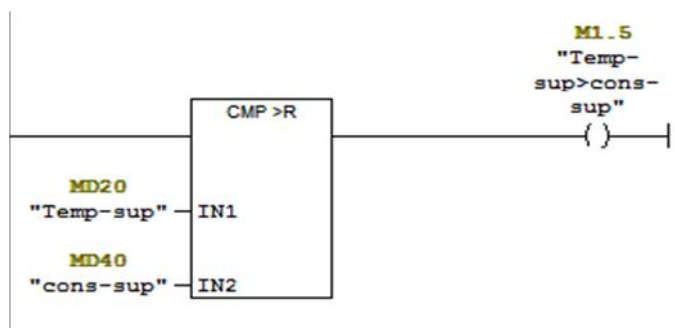 M1.5
"Temp-
sup>cons-
sup"
CMP >R
MD20
"Temp-sup"
IN1
MD40
"cons-sup"
IN2